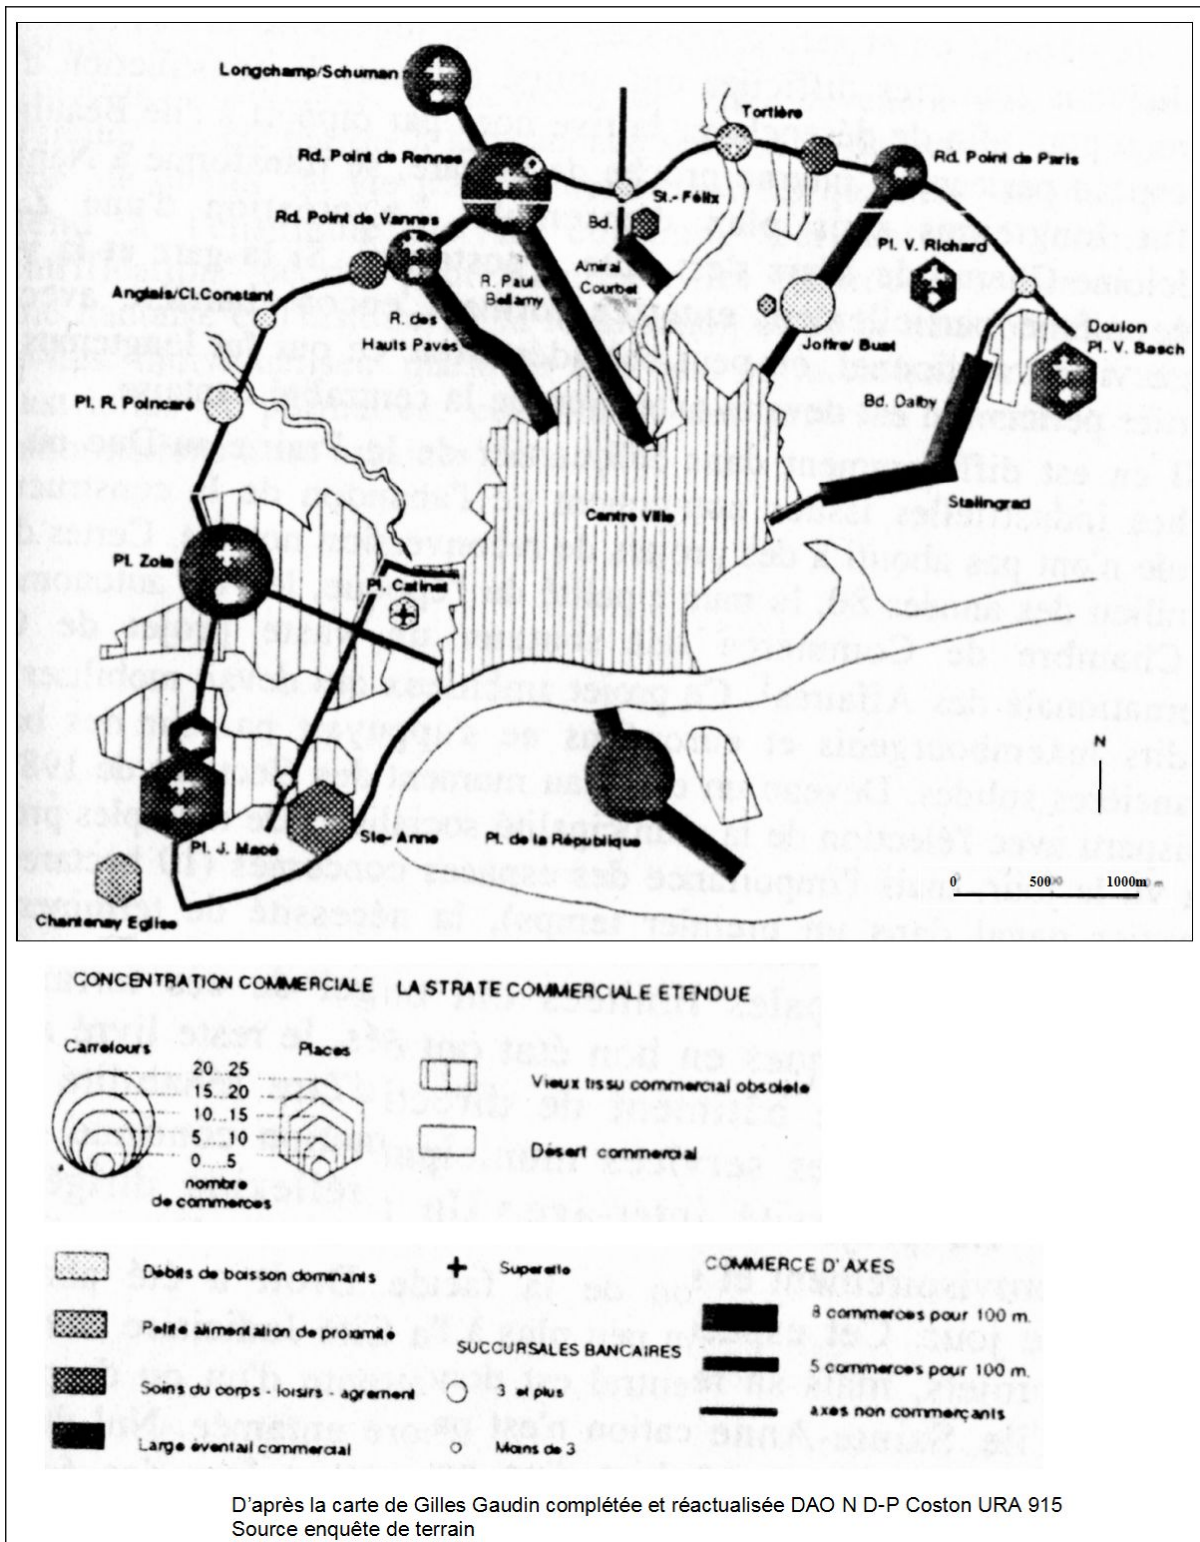 Longchamp/Schuman
Tortière
Rd. Point de Rennes
Rd. Point de Paris
St.-Félix
Rd. Point de Vannes
Bd.
Pl. V. Richard
R. Paul
Bellamy
Amiral
Courbet
Anglais/Cl.Constant
R. des
Hauts Pavés
Joffre/ Buat
Doulon
Pl. V. Basch
Pl. R. Poincaré
Bd. Dalby
Stalingrad
Centre Ville
Pl. Zola
Pl. Catinat
N
Pl. J. Macé
Ste-Anne
Pl. de la République
Chantenay Eglise
0 500 1000m
CONCENTRATION COMMERCIALE
LA STRATE COMMERCIALE ETENDUE
Carrefours
Places
20...25
15...20
10...15
5...10
0....5
nombre
de commerces
Vieux tissu commercial obsolete
Désert commercial
Débits de boisson dominants
Petite alimentation de proximité
Soins du corps - loisirs - agrement
Large éventail commercial
Superette
SUCCURSALES BANCAIRES
3 et plus
Moins de 3
COMMERCE D'AXES
8 commerces pour 100 m.
5 commerces pour 100 m.
axes non commerçants
D'après la carte de Gilles Gaudin complétée et réactualisée DAO N D-P Coston URA 915
Source enquête de terrain